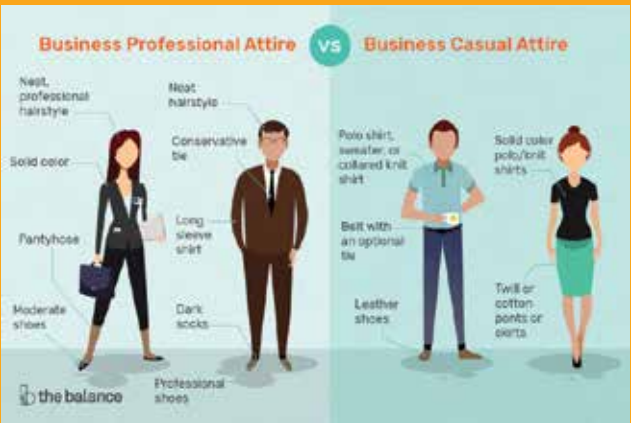 Business Professional Attire
VS
Business Casual Attire
Neat,
professional
hairstyle
Solid color
Pantyhose
Moderate
shoes
Neat
hairstyle
Conservative
tie
Long
sleeve
shirt
Dark
socks
Professional
shoes
Polo shirt,
sweater, or
collared knit
shirt
Belt with
an optional
tie
Leather
shoes
Solid color
polo/knit
shirts
Twill or
cotton
pants or
skirts
the balance